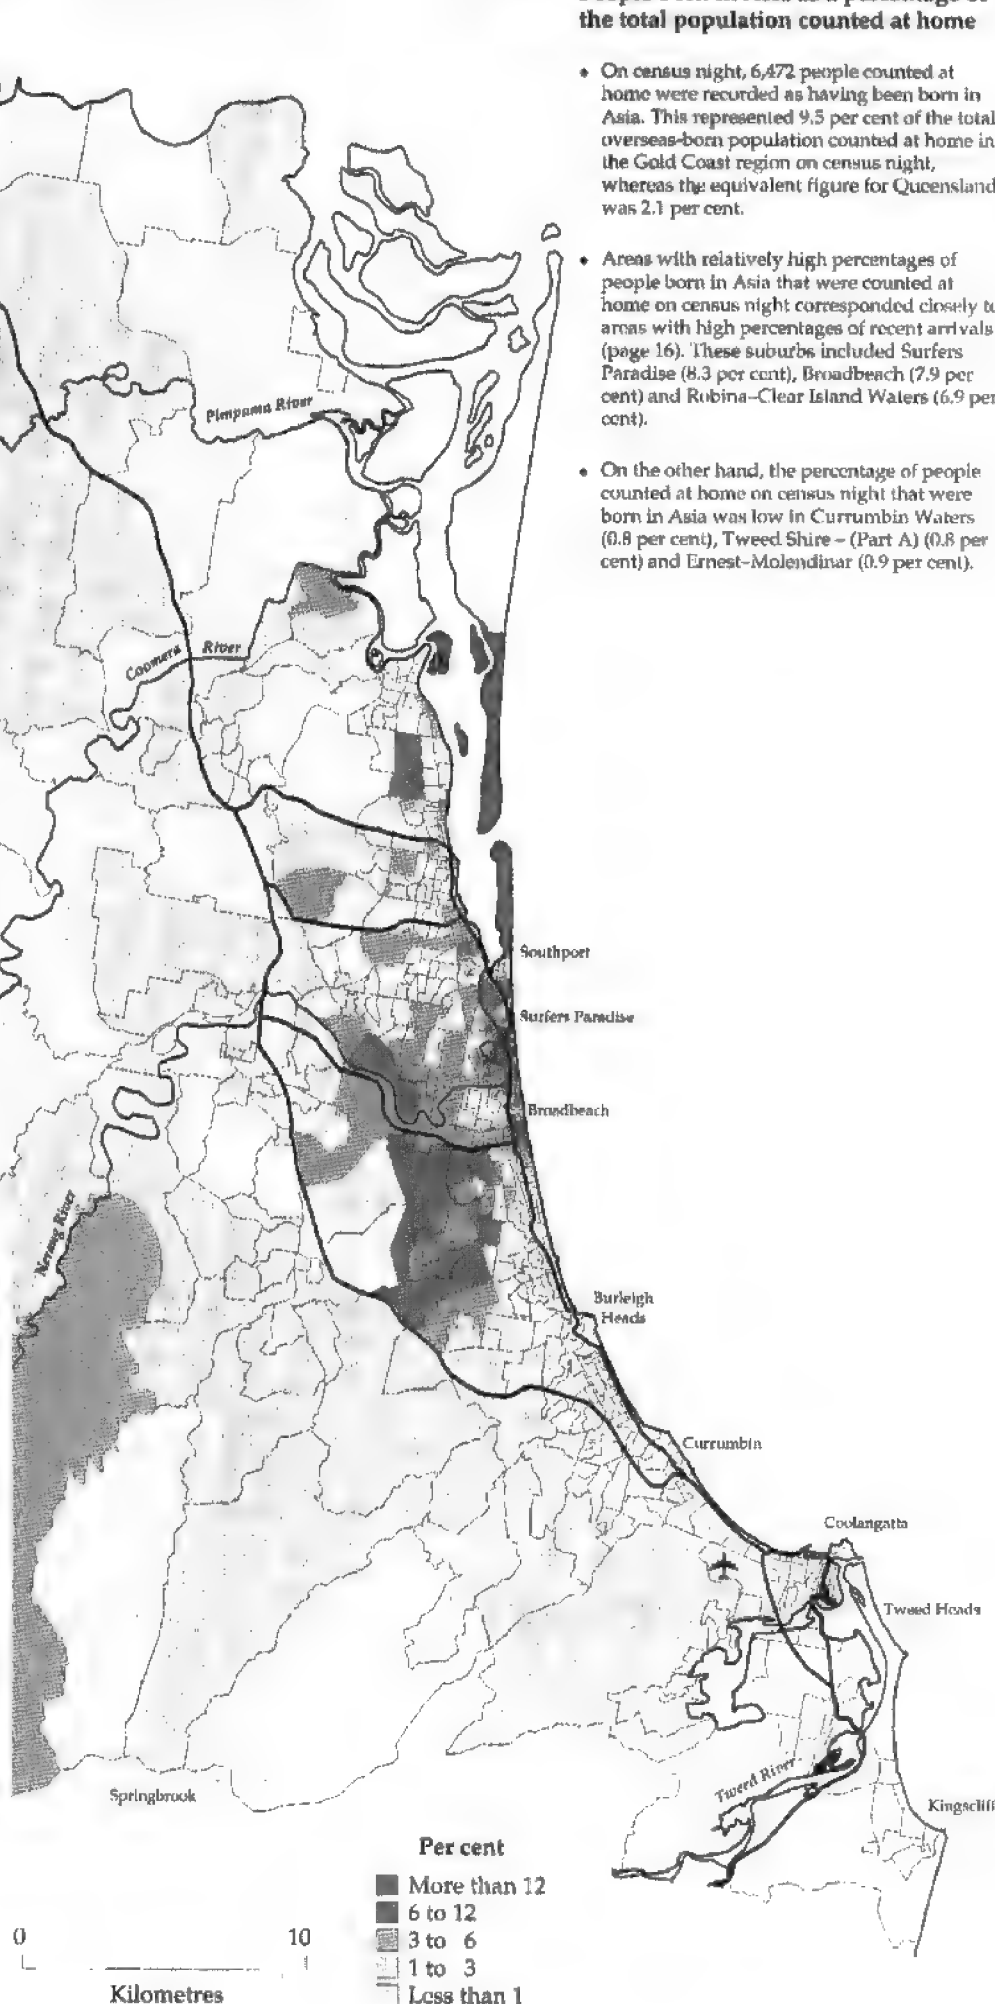 the total population counted at home
• On census night, 6,472 people counted at
home were recorded as having been born in
Asia. This represented 9.5 per cent of the total
overseas-born population counted at home in
the Gold Coast region on census night,
whereas the equivalent figure for Queensland
was 2.1 per cent.
• Areas with relatively high percentages of
people born in Asia that were counted at
home on census night corresponded closely to
areas with high percentages of recent arrivals
(page 16). These suburbs included Surfers
Paradise (8.3 per cent), Broadbeach (7.9 per
cent) and Robina–Clear Island Waters (6.9 per
cent).
• On the other hand, the percentage of people
counted at home on census night that were
born in Asia was low in Currumbin Waters
(0.8 per cent), Tweed Shire – (Part A) (0.8 per
cent) and Ernest–Molendinar (0.9 per cent).
Pimpama River
Coomera River
Southport
Surfers Paradise
Broadbeach
Nerang River
Burleigh
Heads
Currumbin
Coolangatta
Tweed Heads
Tweed River
Springbrook
Kingscliff
Per cent
More than 12
6 to 12
3 to 6
1 to 3
Less than 1
0 10
Kilometres